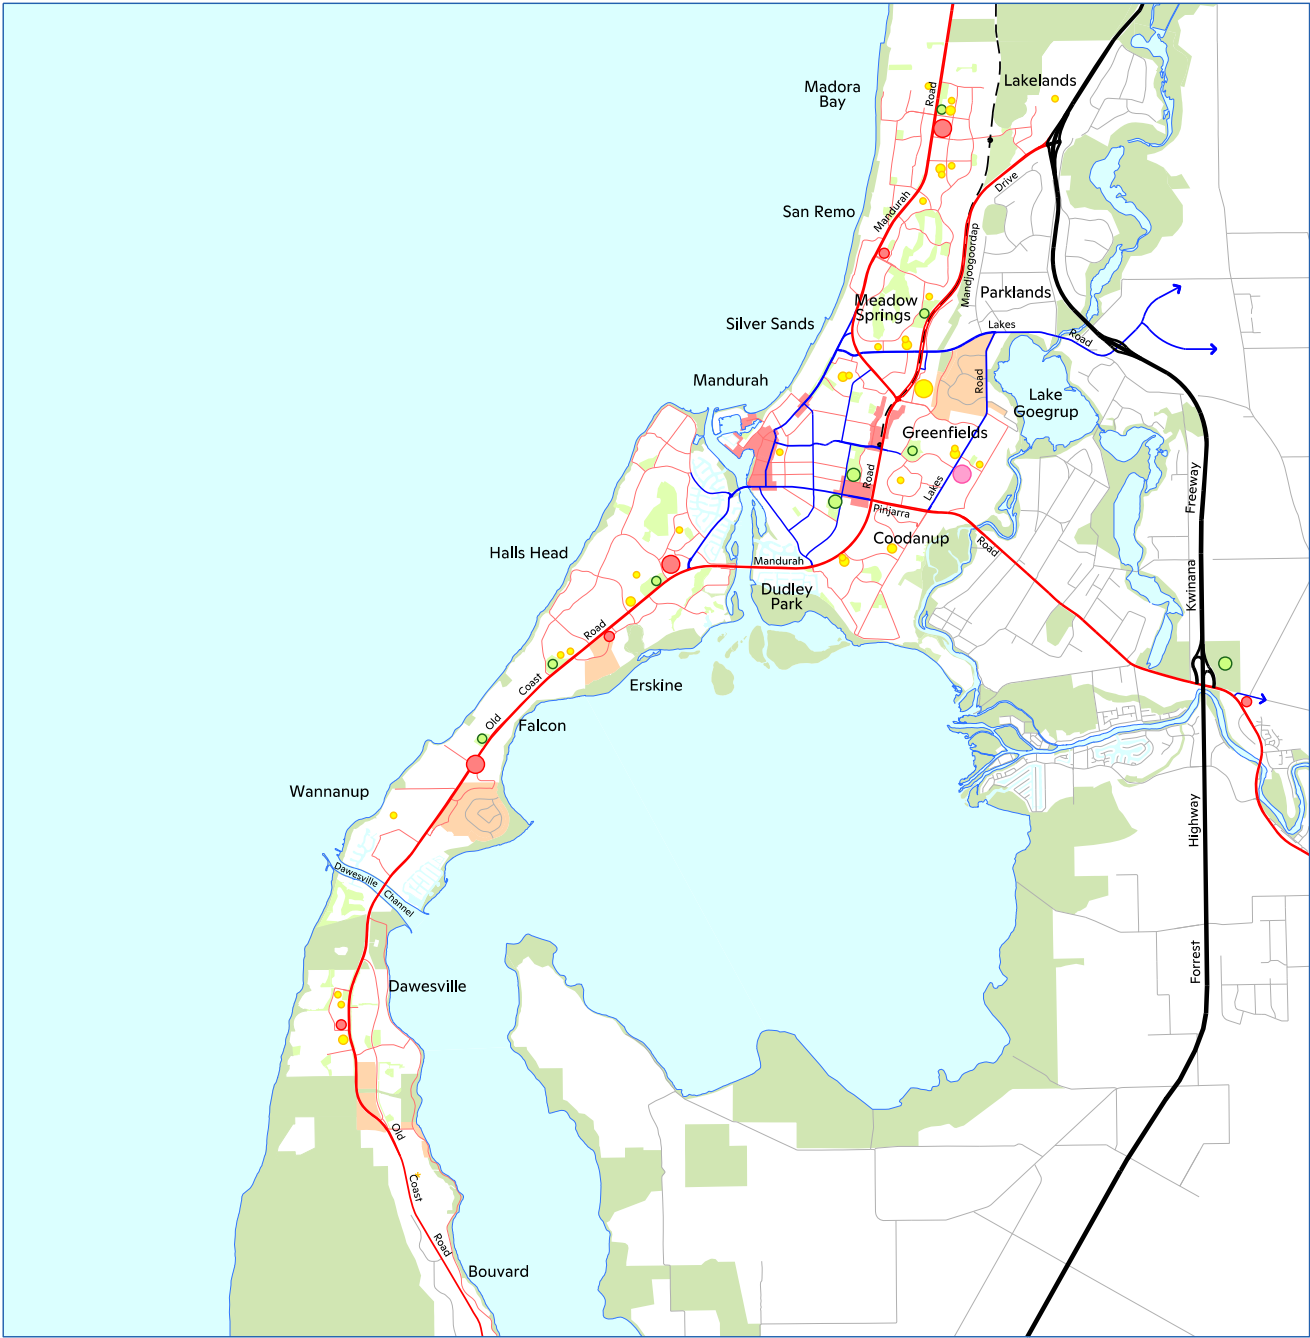 Lakelands
Madora
Bay
Road
Drive
San Remo
Mandurah
Mandjoogoordap
Parklands
Meadow
Springs
Silver Sands
Lakes
Road
Mandurah
Road
Lake
Goegrup
Greenfields
Road
Lakes
Freeway
Pinjarra
Coodanup
Road
Halls Head
Mandurah
Dudley
Park
Kwinana
Road
Coast
Erskine
Old
Falcon
Wannanup
Highway
Dawesville
Channel
Forrest
Dawesville
Old
Coast
Road
Bouvard